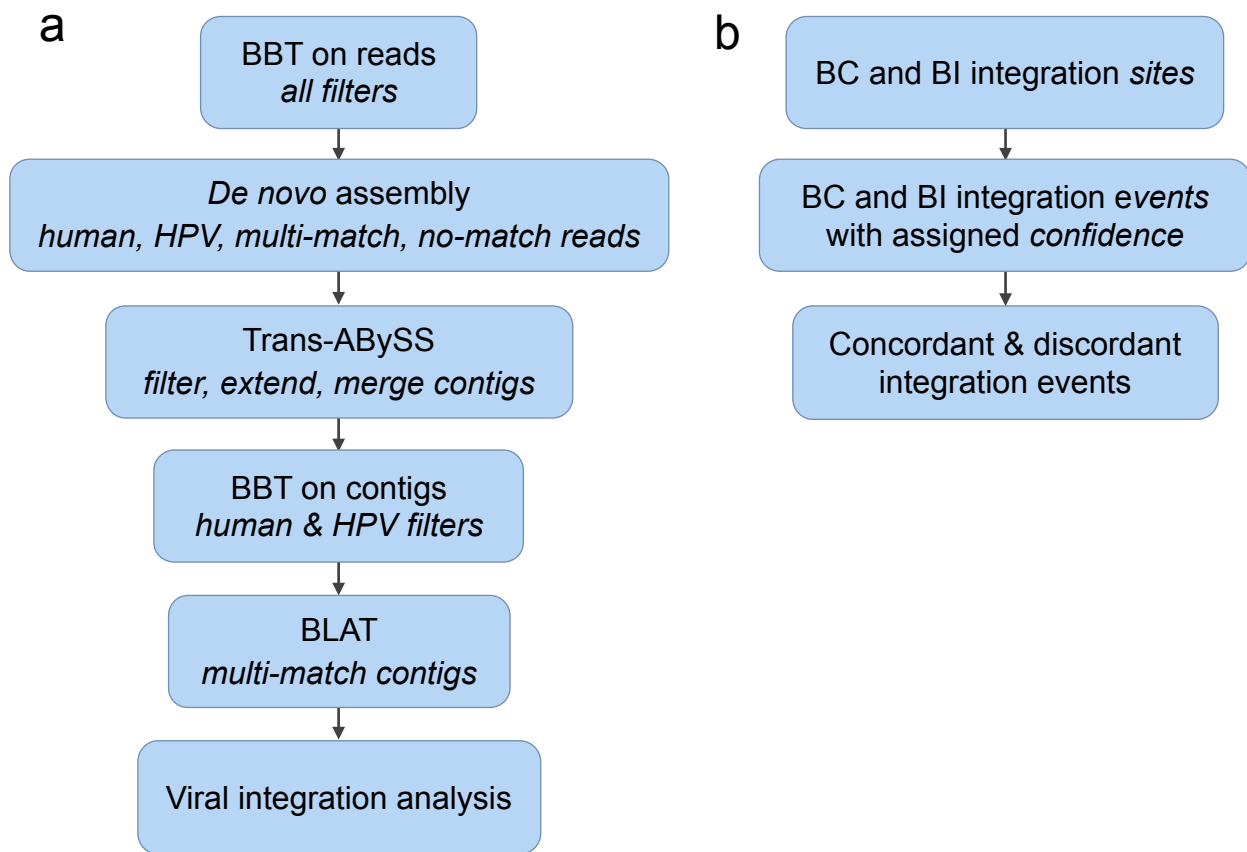 a
BBT on reads
all filters
De novo assembly
human, HPV, multi-match, no-match reads
Trans-ABySS
filter, extend, merge contigs
BBT on contigs
human & HPV filters
BLAT
multi-match contigs
Viral integration analysis
b
BC and BI integration sites
BC and BI integration events
with assigned confidence
Concordant & discordant
integration events